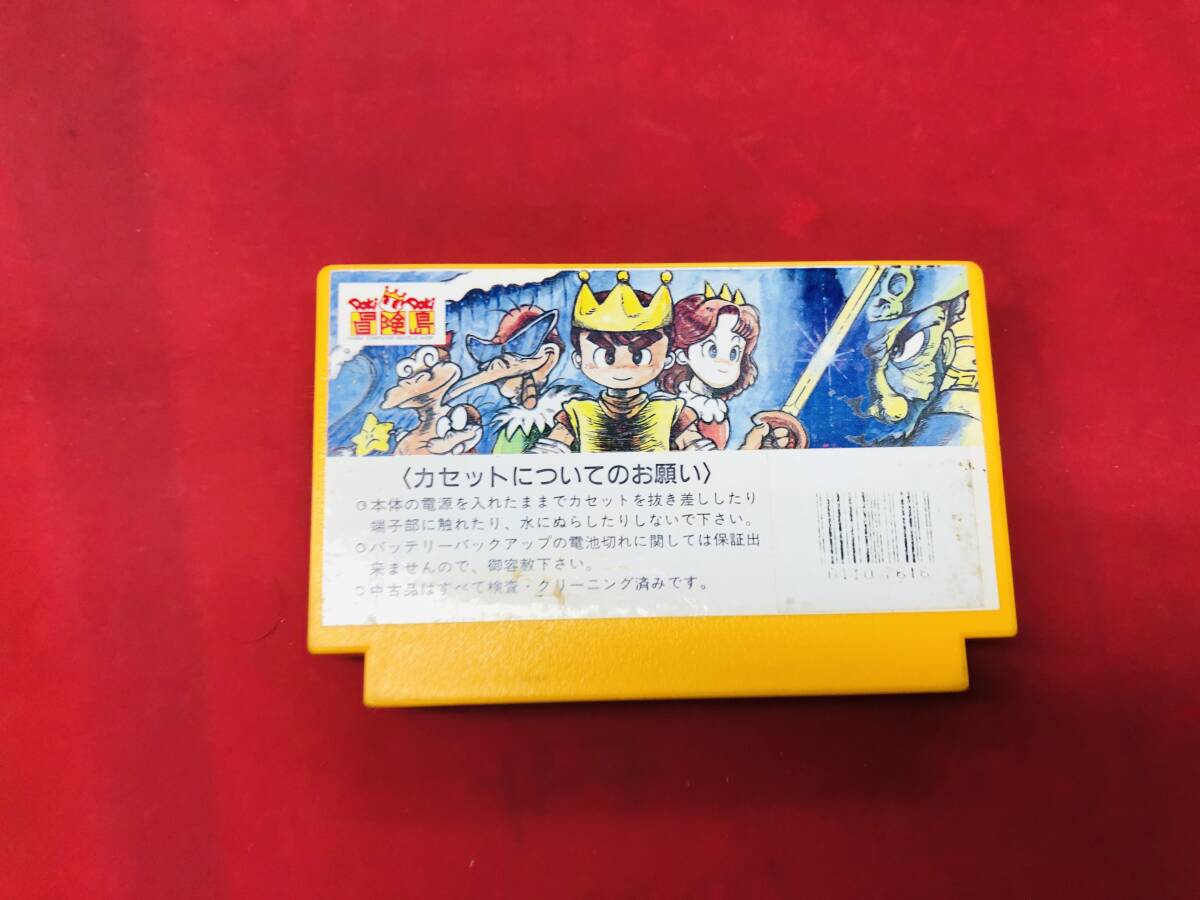 Doki Doki
冒険島
〈カセットについてのお願い〉
○本体の電源を入れたままでカセットを抜き差ししたり
端子部に触れたり、水にぬらしたりしないで下さい。
○バッテリーバックアップの電池切れに関しては保証出
来ませんので、御容赦下さい。
○中古品はすべて検査・クリーニング済みです。